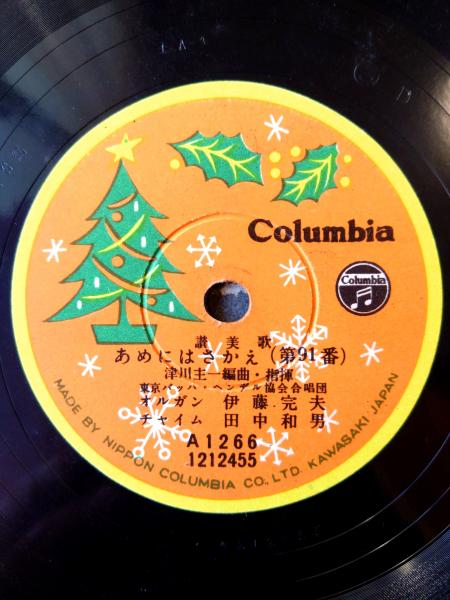 Columbia
Columbia
讃美歌
あめにはさかえ(第91番)
津川主一編曲・指揮
東京バッハ・ヘンデル協会合唱団
オルガン 伊藤完夫
チャイム 田中和男
A1266
1212455
MADE BY NIPPON COLUMBIA CO., LTD. KAWASAKI JAPAN